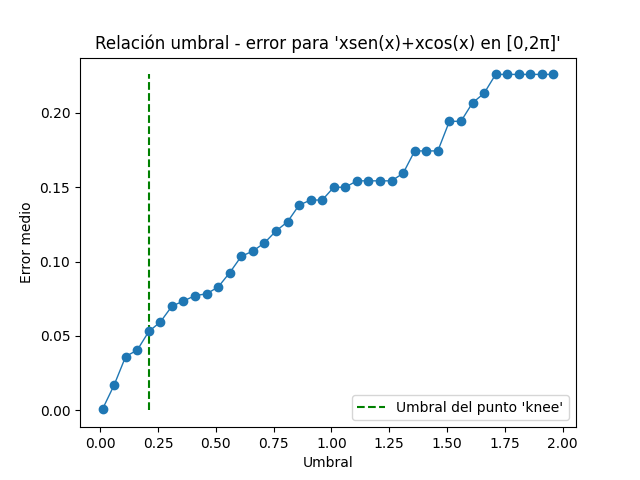 Relación umbral - error para 'xsen(x)+xcos(x) en [0,2π]'
Error medio
0.20
0.15
0.10
0.05
0.00
Umbral del punto 'knee'
0.00 0.25 0.50 0.75 1.00 1.25 1.50 1.75 2.00
Umbral